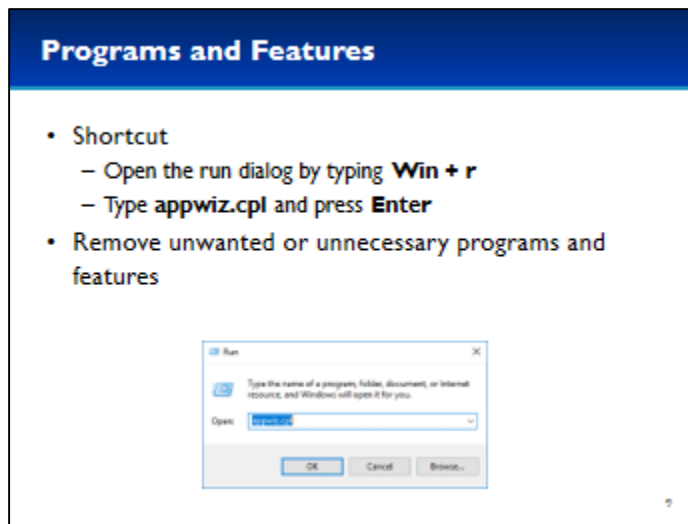 Programs and Features
• Shortcut
– Open the run dialog by typing Win + r
– Type appwiz.cpl and press Enter
• Remove unwanted or unnecessary programs and
features
Run
Type the name of a program, folder, document, or Internet
resource, and Windows will open it for you.
Open: appwiz.cpl
OK Cancel Browse...